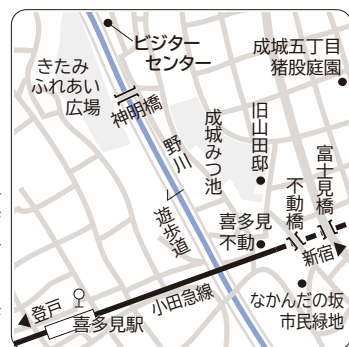 ビジター
センター
成城五丁目
猪股庭園
きたみ
ふれあい
広場
神明橋
野川
成城みつ池
旧山田邸
遊歩道
喜多見
不動
不動橋
富士見橋
新宿
小田急線
なかんだの坂
市民緑地
登戸
喜多見駅